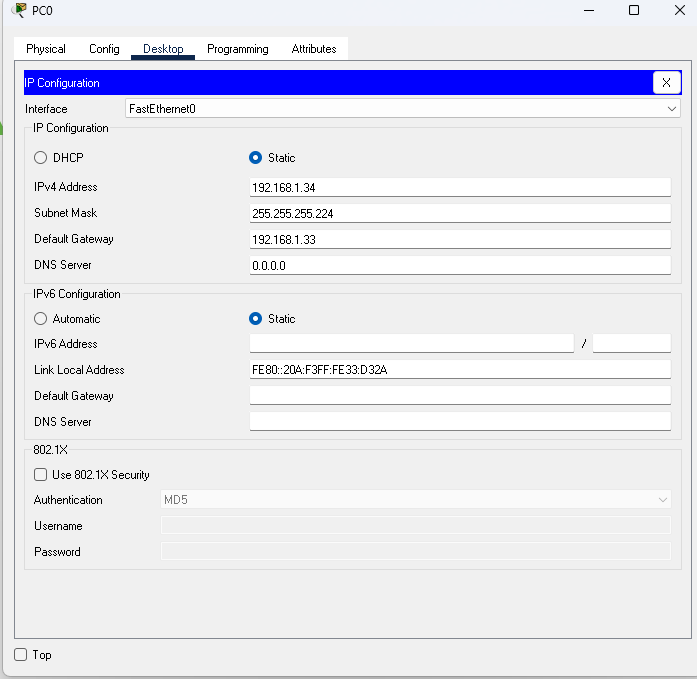 PC0
Physical Config Desktop Programming Attributes
IP Configuration X
Interface FastEthernet0
IP Configuration
DHCP Static
IPv4 Address 192.168.1.34
Subnet Mask 255.255.255.224
Default Gateway 192.168.1.33
DNS Server 0.0.0.0
IPv6 Configuration
Automatic Static
IPv6 Address /
Link Local Address FE80::20A:F3FF:FE33:D32A
Default Gateway
DNS Server
802.1X
Use 802.1X Security
Authentication MD5
Username
Password
Top